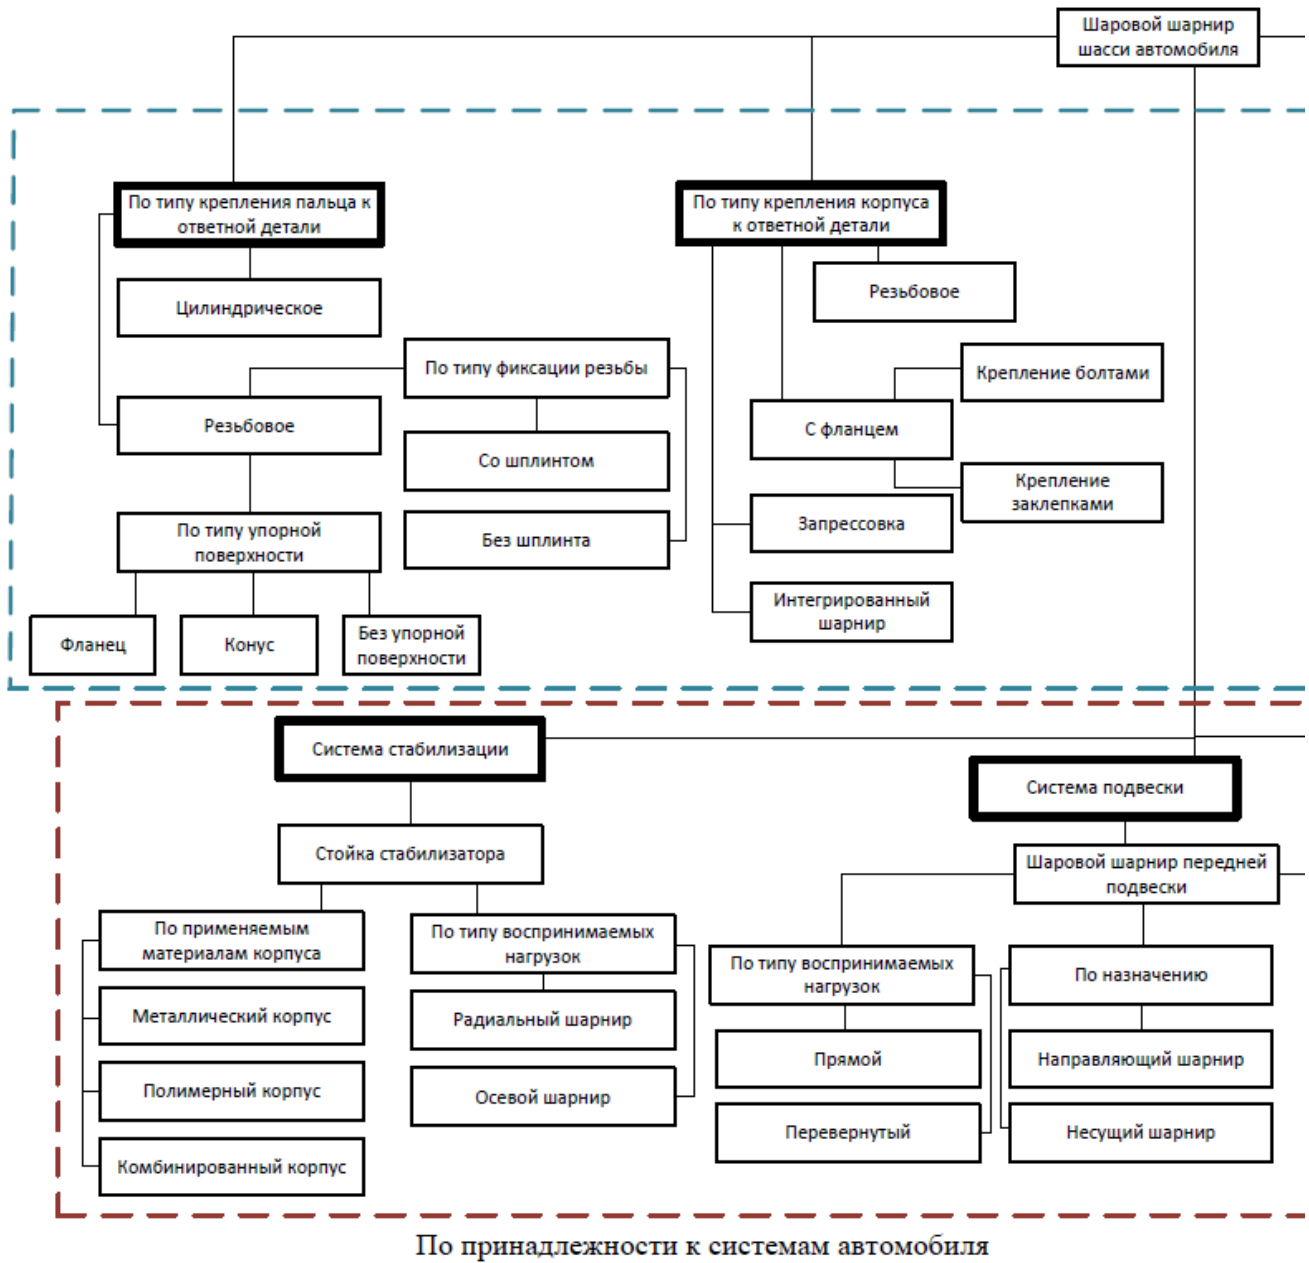 Шаровой шарнир
шасси автомобиля
По типу крепления пальца к
ответной детали
По типу крепления корпуса
к ответной детали
Цилиндрическое
Резьбовое
По типу фиксации резьбы
Крепление болтами
Резьбовое
С фланцем
Со шплинтом
Крепление
заклепками
По типу упорной
поверхности
Без шплинта
Запрессовка
Интегрированный
шарнир
Фланец
Конус
Без упорной
поверхности
Система стабилизации
Система подвески
Стойка стабилизатора
Шаровой шарнир передней
подвески
По применяемым
материалам корпуса
По типу воспринимаемых
нагрузок
По типу воспринимаемых
нагрузок
По назначению
Металлический корпус
Радиальный шарнир
Прямой
Направляющий шарнир
Полимерный корпус
Осевой шарнир
Перевернутый
Несущий шарнир
Комбинированный корпус
По принадлежности к системам автомобиля